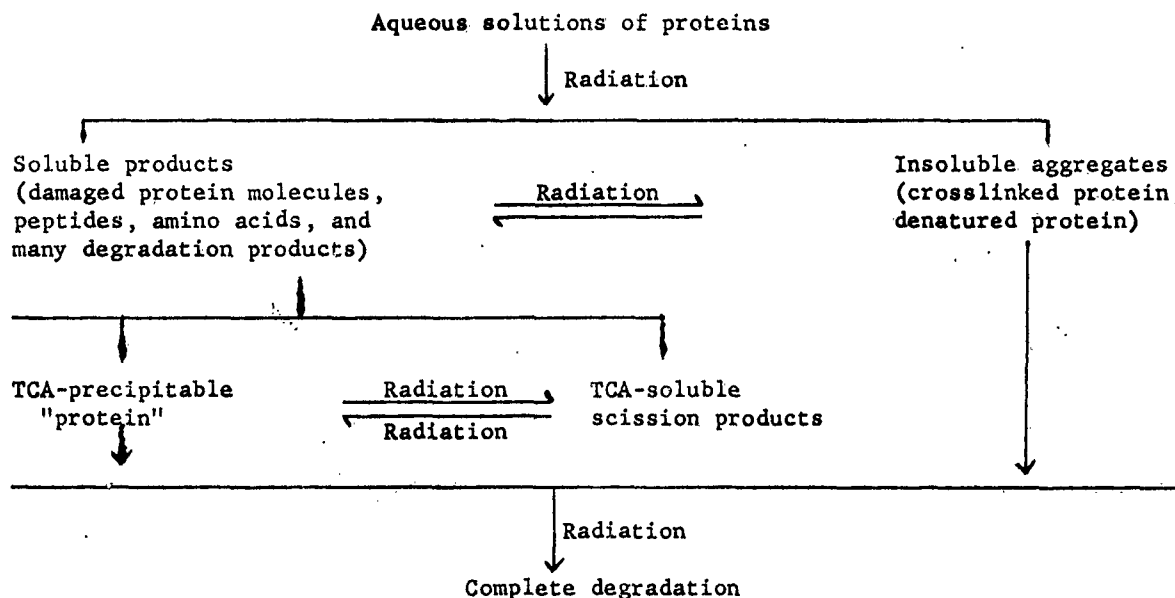 Aqueous solutions of proteins
Radiation
Soluble products
(damaged protein molecules,
peptides, amino acids, and
many degradation products)
Radiation
Insoluble aggregates
(crosslinked protein
denatured protein)
TCA-precipitable
"protein"
Radiation
Radiation
TCA-soluble
scission products
Radiation
Complete degradation